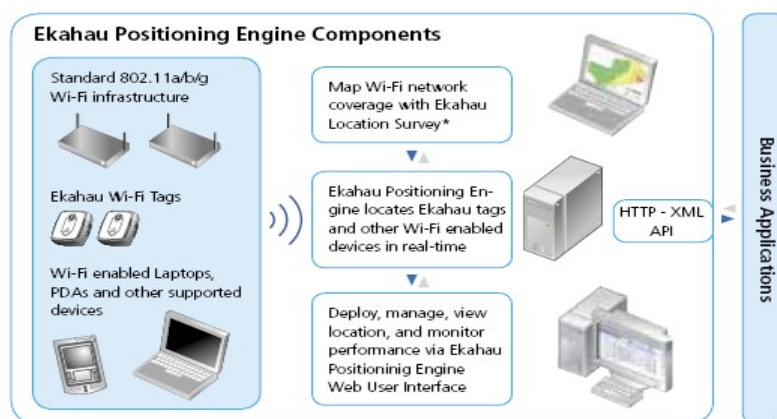 Ekahau Positioning Engine Components
Standard 802.11a/b/g
Wi-Fi infrastructure
Ekahau Wi-Fi Tags
Wi-Fi enabled Laptops,
PDAs and other supported
devices
Map Wi-Fi network
coverage with Ekahau
Location Survey*
Ekahau Positioning En-
gine locates Ekahau tags
and other Wi-Fi enabled
devices in real-time
Deploy, manage, view
location, and monitor
performance via Ekahau
Positioninig Engine
Web User Interface
HTTP - XML
API
Business Applications